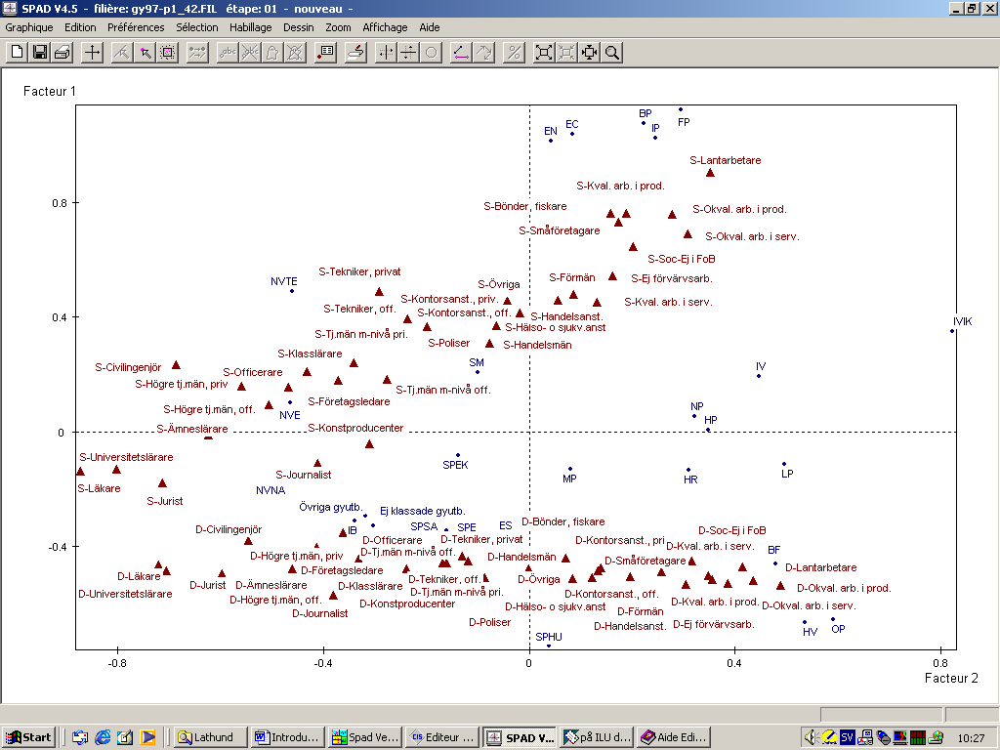 SPAD V4.5 - filière: gy97-p1_42.FIL étape: 01 - nouveau -
Graphique Edition Préférences Sélection Habillage Dessin Zoom Affichage Aide
Facteur 1
BP
FP
EN
EC
IP
S-Lantarbetare
S-Kval. arb. i prod.
S-Bönder, fiskare
0.8
S-Okval. arb. i prod.
S-Småföretagare
S-Okval. arb. i serv.
S-Soc-Ej i FoB
S-Tekniker, privat
NVTE
S-Övriga
S-Förmän
S-Ej förvärvsarb.
S-Kontorsanst., priv.
S-Kval. arb. i serv.
S-Tekniker, off.
S-Kontorsanst., off.
0.4
S-Handelsanst.
IVIK
S-Hälso- o sjukv.anst
S-Tj.män m-nivå pri.
S-Poliser
S-Handelsmän
S-Klasslärare
SM
S-Civilingenjör
S-Officerare
IV
S-Högre tj.män, priv
S-Tj.män m-nivå off.
S-Företagsledare
S-Högre tj.män, off.
NVE
NP
HP
S-Ämneslärare
S-Konstproducenter
0
S-Universitetslärare
SPEK
S-Läkare
S-Journalist
MP
HR
LP
S-Jurist
NVNA
Övriga gyutb.
Ej klassade gyutb.
IB
SPSA
SPE
ES
D-Bönder, fiskare
D-Civilingenjör
D-Officerare
D-Tekniker, privat
D-Kontorsanst., pri
D-Soc-Ej i FoB
-0.4
D-Kval. arb. i serv.
BF
D-Högre tj.män, priv
D-Tj.män m-nivå off.
D-Handelsmän
D-Småföretagare
D-Lantarbetare
D-Läkare
D-Företagsledare
D-Tekniker, off.
D-Övriga
D-Universitetslärare
D-Jurist
D-Ämneslärare
D-Klasslärare
D-Tj.män m-nivå pri.
D-Kontorsanst., off.
D-Okval. arb. i prod.
D-Högre tj.män, off.
D-Konstproducenter
D-Hälso- o sjukv.anst
D-Kval. arb. i prod.
D-Okval. arb. i serv.
D-Journalist
D-Poliser
D-Förmän
D-Handelsanst.
D-Ej förvärvsarb.
SPHU
HV
OP
-0.8 -0.4 0 0.4 0.8
Facteur 2
Start Lathund Introdu... Spad Ve... CIS Editeur ... SPAD V... på ILU d... Aide Edi... SV 10:27